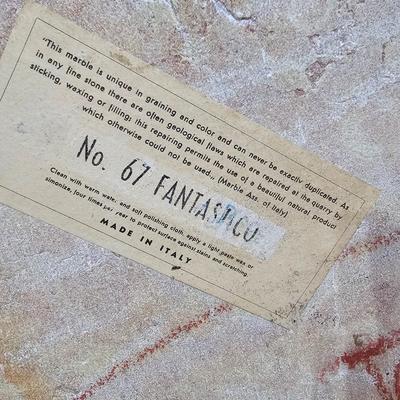 "This marble is unique in graining and color and can never be exactly duplicated. As
in any fine stone there are often geological flaws which are repaired at the quarry by
sticking, waxing or filling; this repairing permits the use of a beautiful natural product
which otherwise could not be used.,, (Marble Ass. of Italy)
No. 67 FANTASTICO
Clean with warm water, and soft polishing cloth, apply a light paste wax or
simonize, four times per year to protect surface against stains and scratching.
MADE IN ITALY